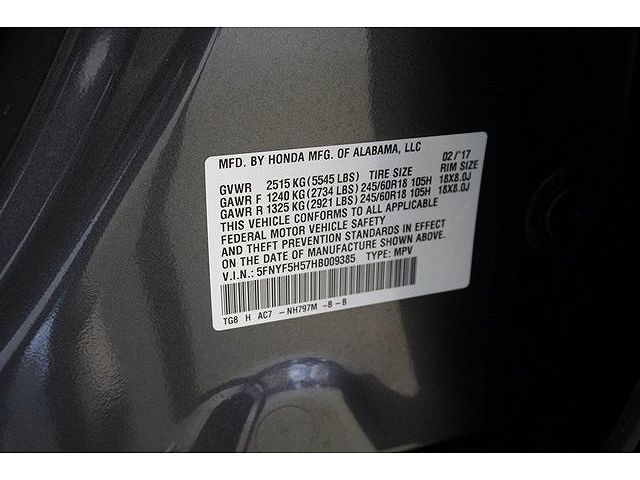 MFD. BY HONDA MFG. OF ALABAMA, LLC 02/'17
GVWR 2515 KG (5545 LBS) TIRE SIZE RIM SIZE
GAWR F 1240 KG (2734 LBS) 245/60R18 105H 18X8.0J
GAWR R 1325 KG (2921 LBS) 245/60R18 105H 18X8.0J
THIS VEHICLE CONFORMS TO ALL APPLICABLE
FEDERAL MOTOR VEHICLE SAFETY
AND THEFT PREVENTION STANDARDS IN EFFECT
ON THE DATE OF MANUFACTURE SHOWN ABOVE.
V.I.N.: 5FNYF5H57HB009385 TYPE: MPV
TG8 H AC7 -NH797M -B -B